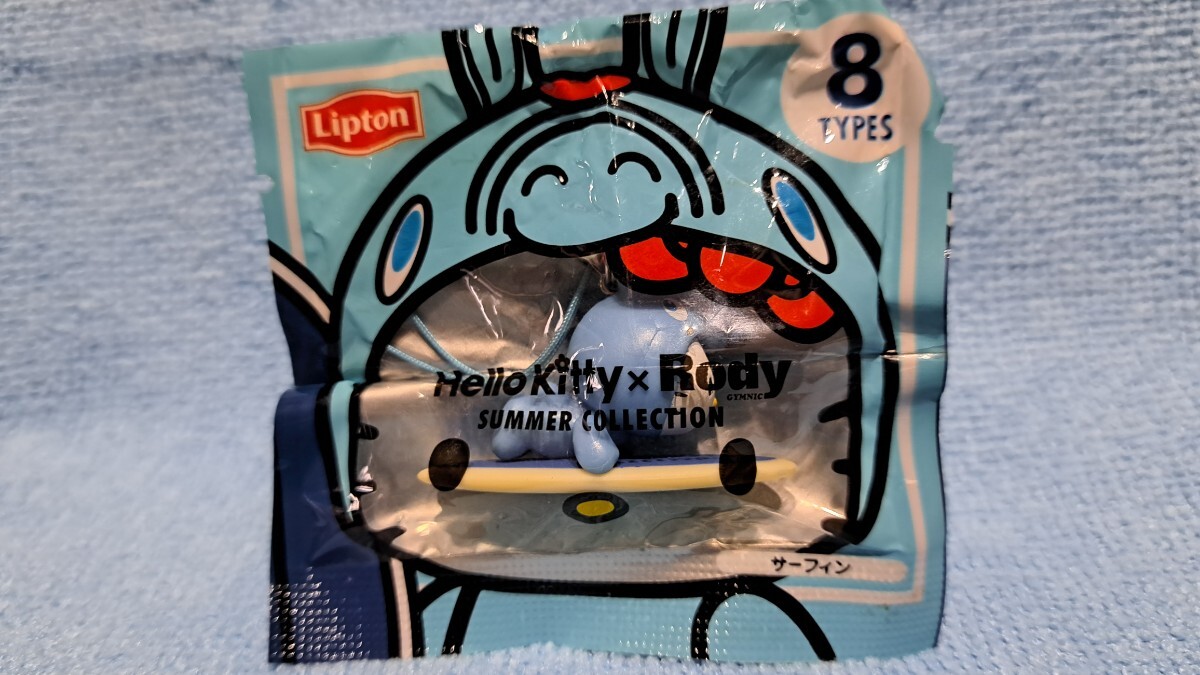 Lipton
8
TYPES
Hello Kitty × Rody
GYMNIC
SUMMER COLLECTION
サーフィン